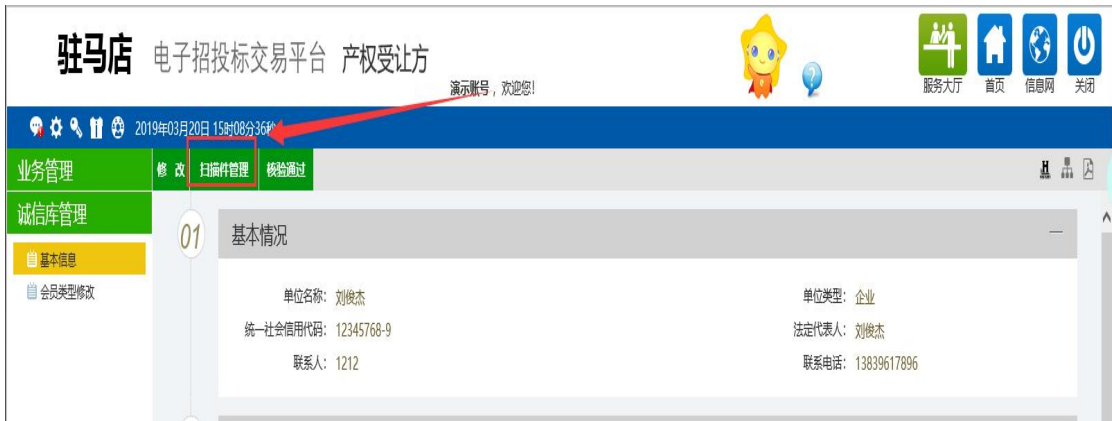 驻马店 电子招投标交易平台 产权受让方
演示账号，欢迎您!
服务大厅 首页 信息网 关闭
2019年03月20日 15时08分36秒
业务管理
修 改 扫描件管理 核验通过
诚信库管理
01 基本情况
基本信息
会员类型修改
单位名称： 刘俊杰 单位类型： 企业
统一社会信用代码： 12345768-9 法定代表人： 刘俊杰
联系人： 1212 联系电话： 13839617896